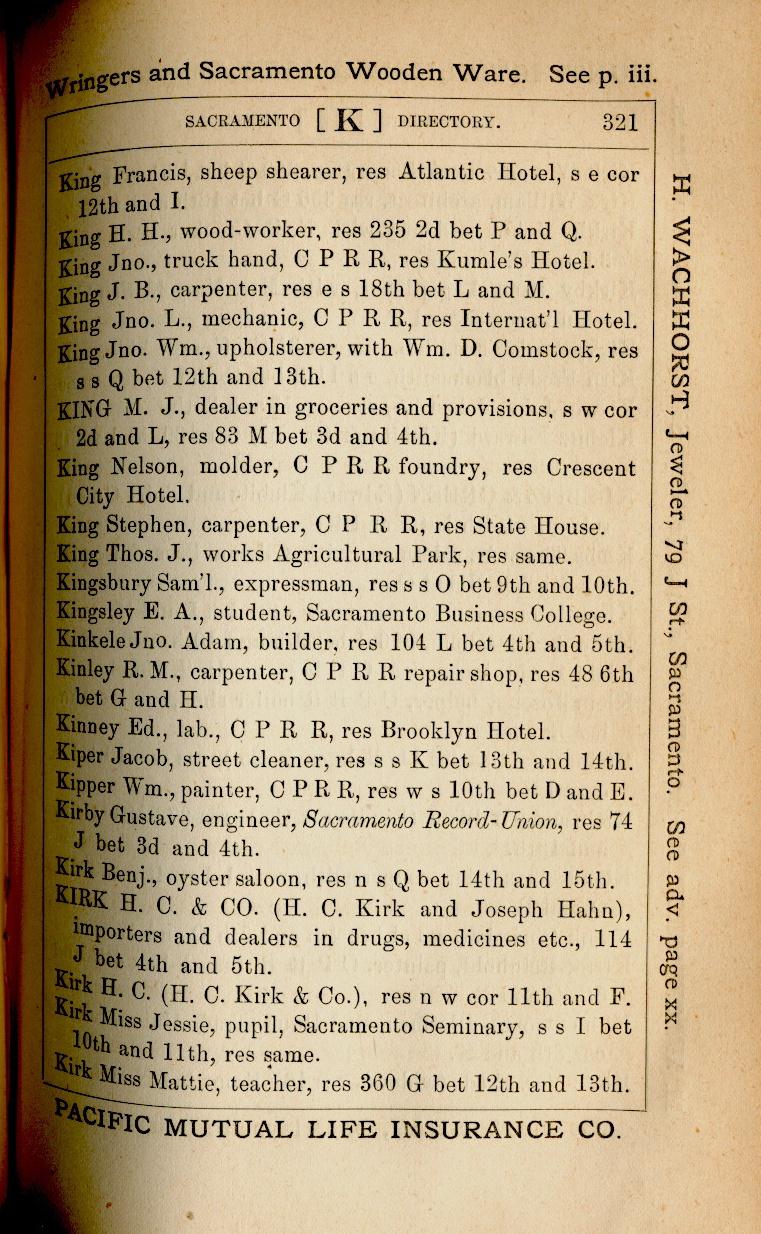 Wringers and Sacramento Wooden Ware. See p. iii.
SACRAMENTO [ K ] DIRECTORY. 321
King Francis, sheep shearer, res Atlantic Hotel, s e cor
12th and I.
King H. H., wood-worker, res 235 2d bet P and Q.
King Jno., truck hand, C P R R, res Kumle's Hotel.
King J. B., carpenter, res e s 18th bet L and M.
King Jno. L., mechanic, C P R R, res Internat'l Hotel.
King Jno. Wm., upholsterer, with Wm. D. Comstock, res
s s Q bet 12th and 13th.
KING M. J., dealer in groceries and provisions, s w cor
2d and L, res 83 M bet 3d and 4th.
King Nelson, molder, C P R R foundry, res Crescent
City Hotel.
King Stephen, carpenter, C P R R, res State House.
King Thos. J., works Agricultural Park, res same.
Kingsbury Sam'l., expressman, res s s O bet 9th and 10th.
Kingsley E. A., student, Sacramento Business College.
Kinkele Jno. Adam, builder, res 104 L bet 4th and 5th.
Kinley R. M., carpenter, C P R R repair shop, res 48 6th
bet G and H.
Kinney Ed., lab., C P R R, res Brooklyn Hotel.
Kiper Jacob, street cleaner, res s s K bet 13th and 14th.
Kipper Wm., painter, C P R R, res w s 10th bet D and E.
Kirby Gustave, engineer, Sacramento Record-Union, res 74
J bet 3d and 4th.
Kirk Benj., oyster saloon, res n s Q bet 14th and 15th.
KIRK H. C. & CO. (H. C. Kirk and Joseph Hahn),
importers and dealers in drugs, medicines etc., 114
J bet 4th and 5th.
Kirk H. C. (H. C. Kirk & Co.), res n w cor 11th and F.
Kirk Miss Jessie, pupil, Sacramento Seminary, s s I bet
10th and 11th, res same.
Kirk Miss Mattie, teacher, res 360 G bet 12th and 13th.
PACIFIC MUTUAL LIFE INSURANCE CO.
H. WACHHORST, Jeweler, 79 J St., Sacramento. See adv. page xx.